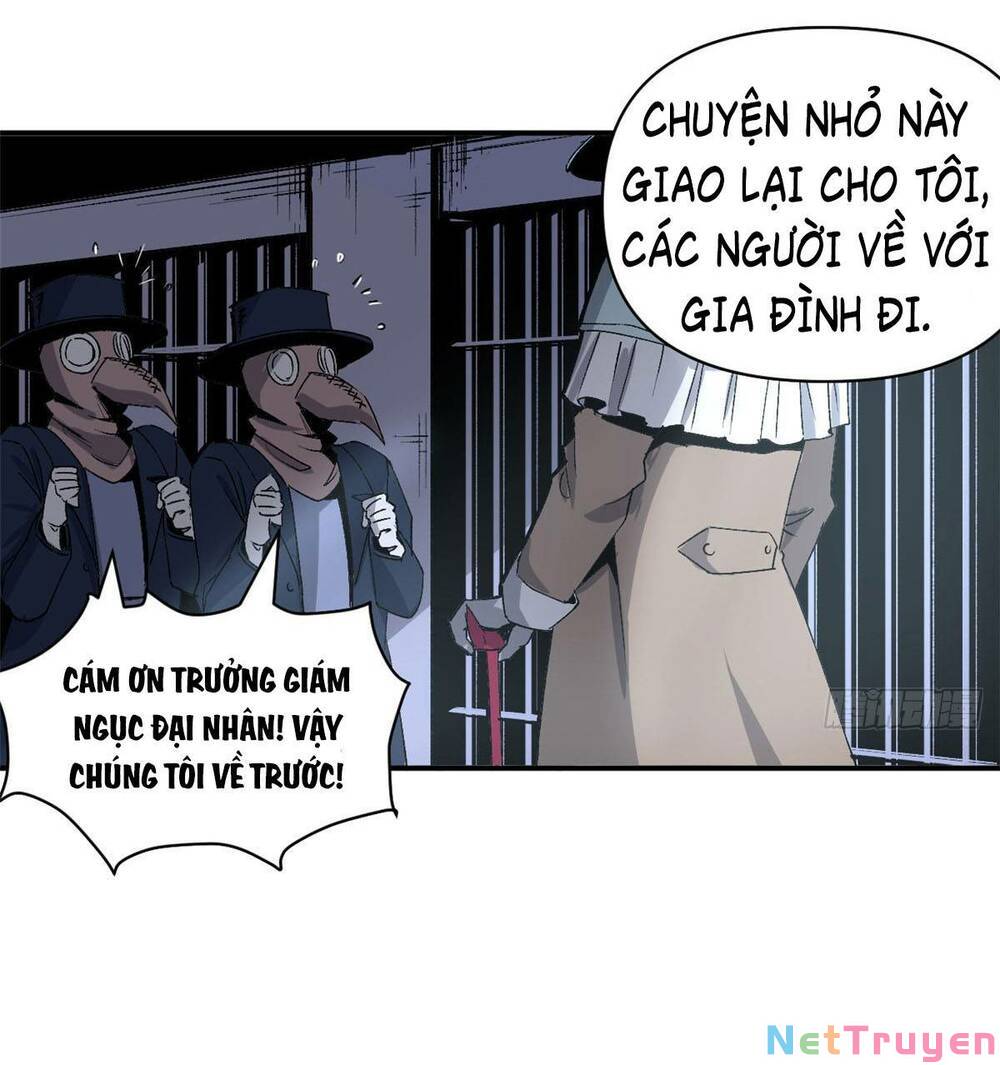 CHUYỆN NHỎ NÀY
GIAO LẠI CHO TÔI,
CÁC NGƯỜI VỀ VỚI
GIA ĐÌNH ĐI.
CÁM ƠN TRƯỞNG GIÁM
NGỤC ĐẠI NHÂN! VẬY
CHÚNG TÔI VỀ TRƯỚC!
NetTruyen